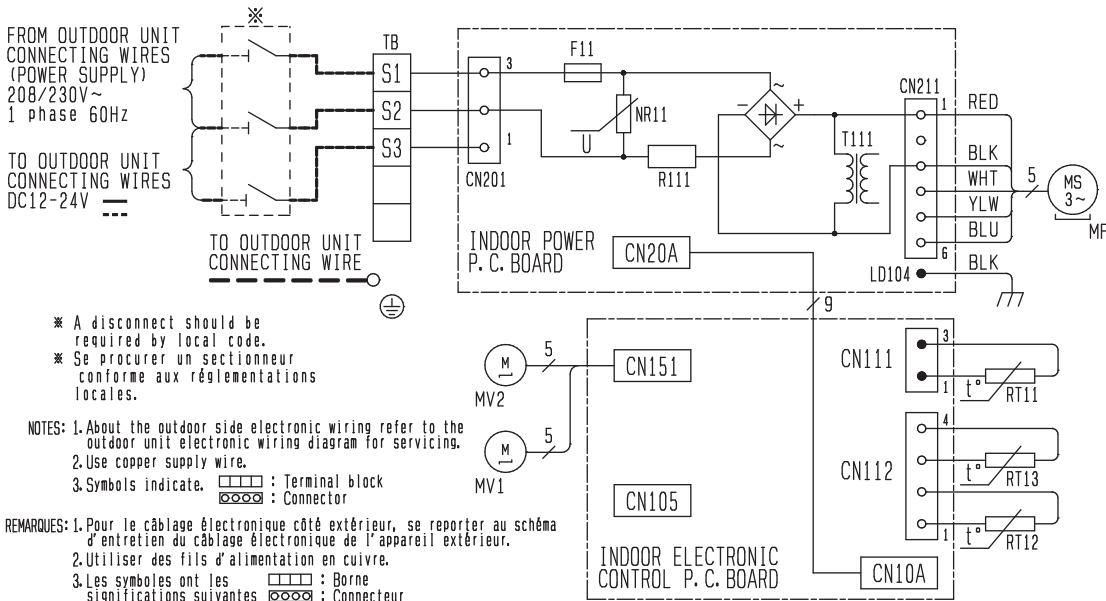 ※
FROM OUTDOOR UNIT
CONNECTING WIRES
(POWER SUPPLY)
208/230V~
1 phase 60Hz
TO OUTDOOR UNIT
CONNECTING WIRES
DC12-24V
TB
S1
S2
S3
TO OUTDOOR UNIT
CONNECTING WIRE
3
1
CN201
F11
NR11
U
R111
~
-
+
~
T111
CN211
1
6
RED
BLK
WHT
YLW
BLU
BLK
5
MS
3~
MF
LD104
INDOOR POWER
P.C.BOARD
CN20A
9
※ A disconnect should be
required by local code.
※ Se procurer un sectionneur
conforme aux réglementations
locales.
M
MV2
5
M
MV1
5
CN151
CN105
CN111
3
1
t°
RT11
CN112
4
1
t°
RT13
t°
RT12
INDOOR ELECTRONIC
CONTROL P.C.BOARD
CN10A
NOTES: 1. About the outdoor side electronic wiring refer to the
outdoor unit electronic wiring diagram for servicing.
2. Use copper supply wire.
3. Symbols indicate. : Terminal block
: Connector
REMARQUES: 1. Pour le câblage électronique côté extérieur, se reporter au schéma
d'entretien du câblage électronique de l'appareil extérieur.
2. Utiliser des fils d'alimentation en cuivre.
3. Les symboles ont les : Borne
significations suivantes : Connecteur